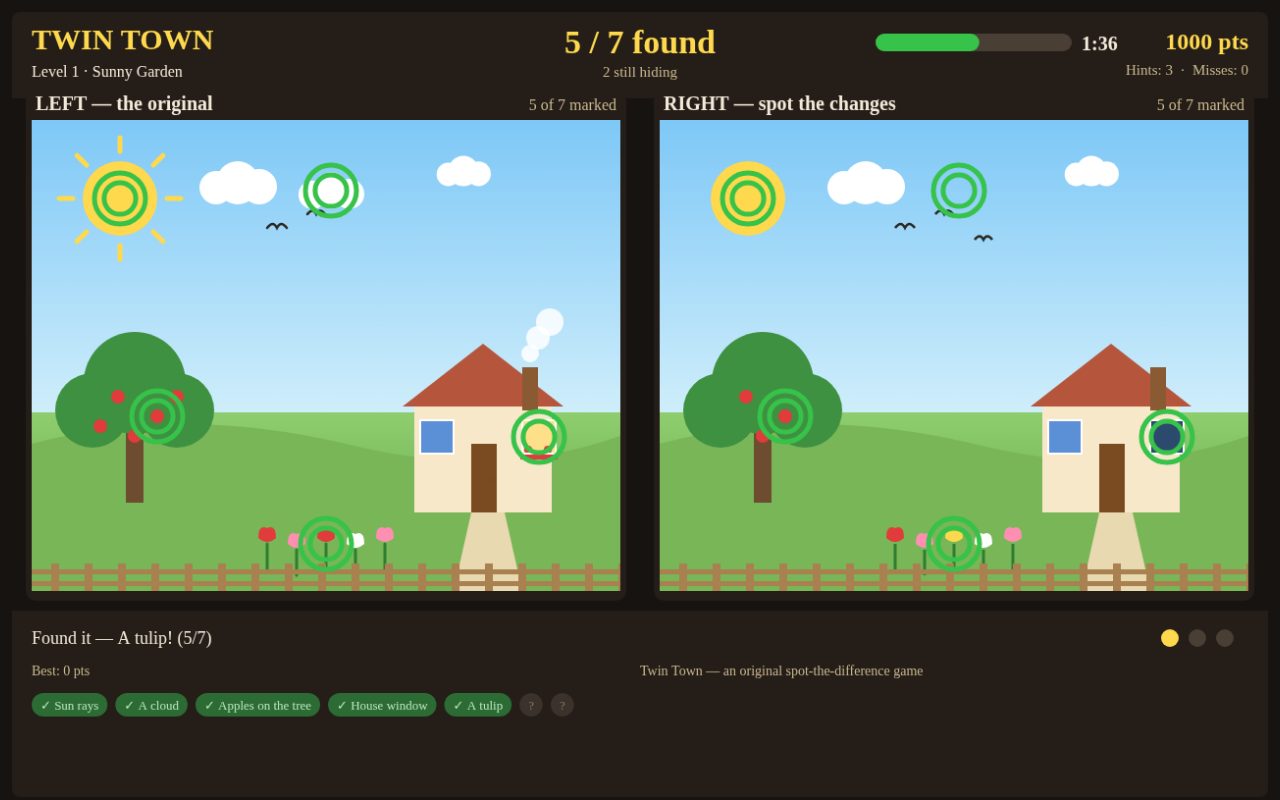 TWIN TOWN
Level 1 · Sunny Garden
5 / 7 found
2 still hiding
1:36
1000 pts
Hints: 3 · Misses: 0
LEFT — the original
5 of 7 marked
RIGHT — spot the changes
5 of 7 marked
Found it — A tulip! (5/7)
Best: 0 pts
Twin Town — an original spot-the-difference game
✓ Sun rays
✓ A cloud
✓ Apples on the tree
✓ House window
✓ A tulip
?
?